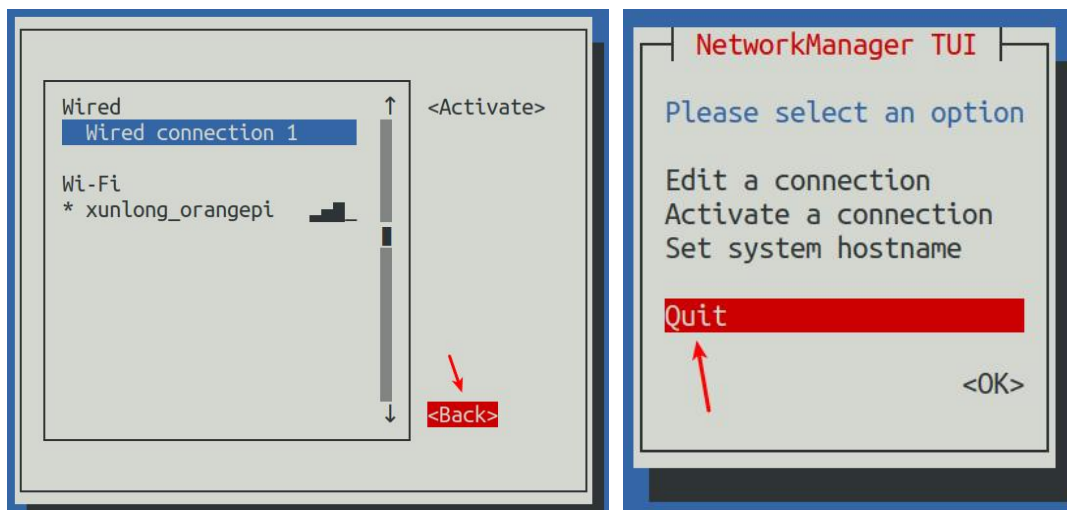 Wired ↑ <Activate>
Wired connection 1
Wi-Fi
* xunlong_orangepi ▂▄▆_
↓ <Back>
NetworkManager TUI
Please select an option
Edit a connection
Activate a connection
Set system hostname
Quit
<OK>